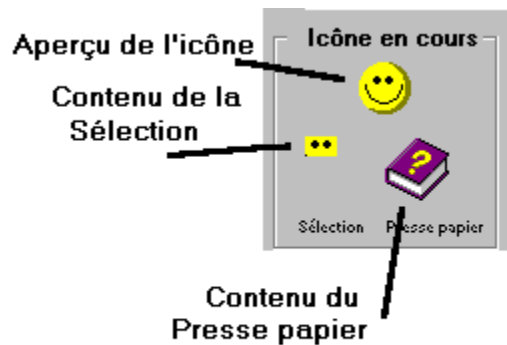 Aperçu de l'icône
Icône en cours
Contenu de la
Sélection
?
Sélection
Presse papier
Contenu du
Presse papier